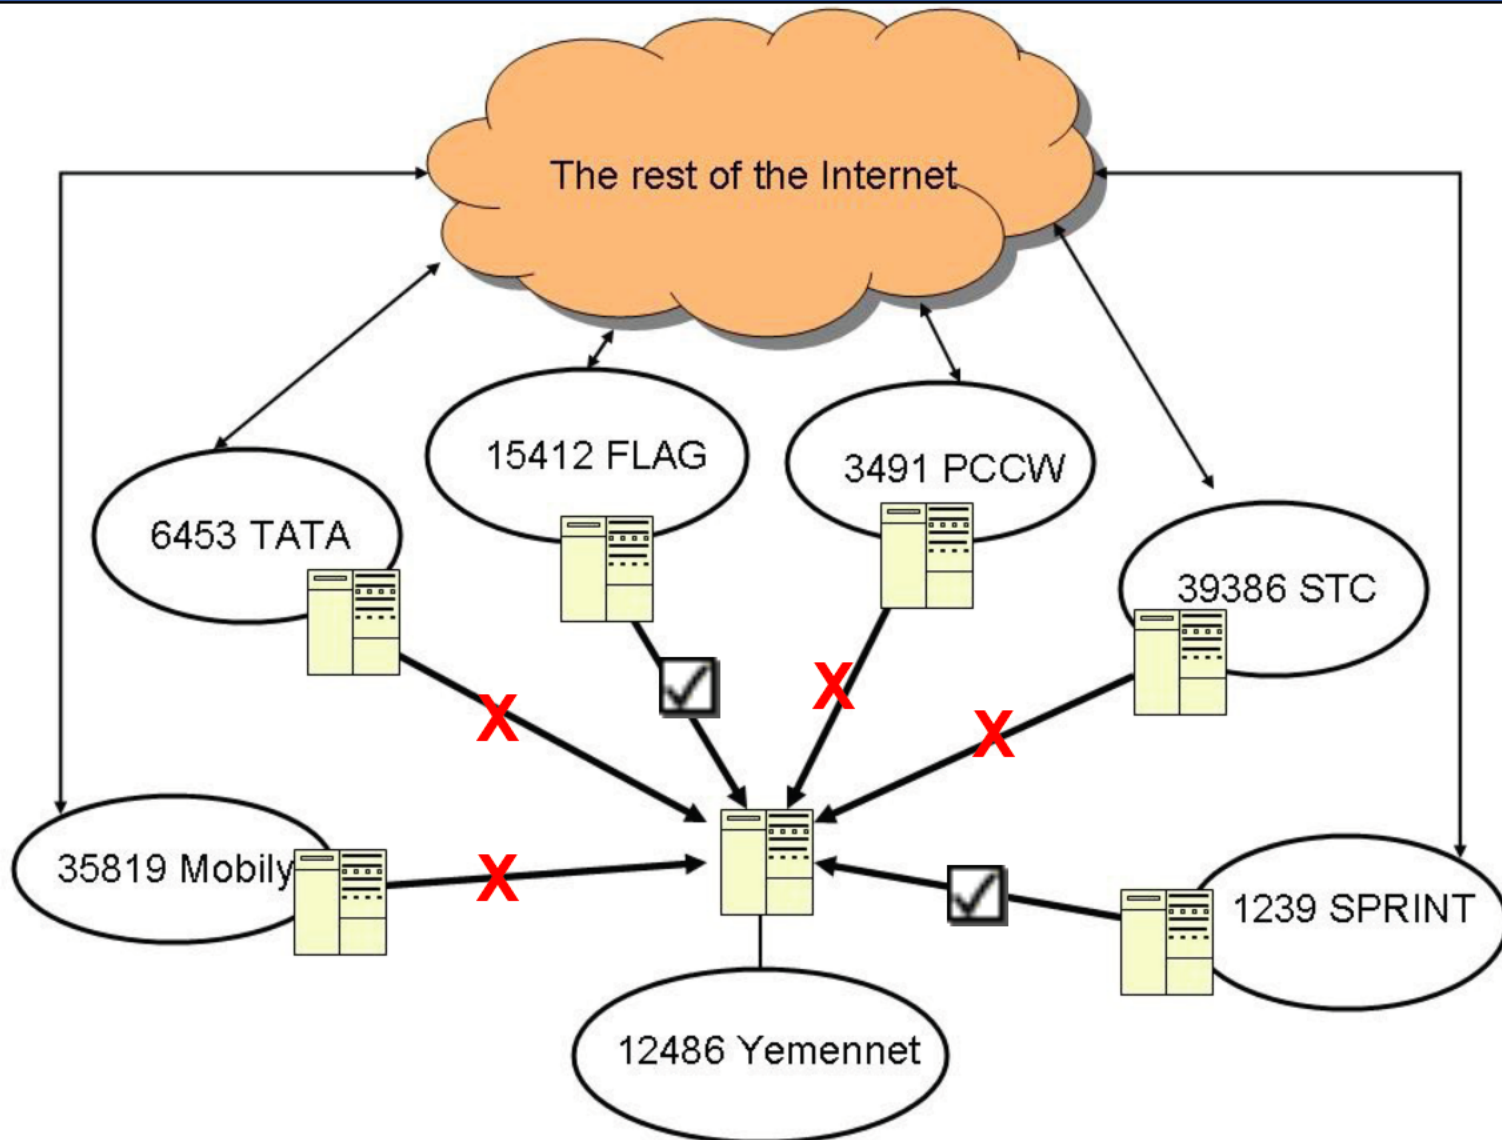 The rest of the Internet
15412 FLAG
3491 PCCW
6453 TATA
39386 STC
X
X
X
35819 Mobily
X
1239 SPRINT
12486 Yemennet